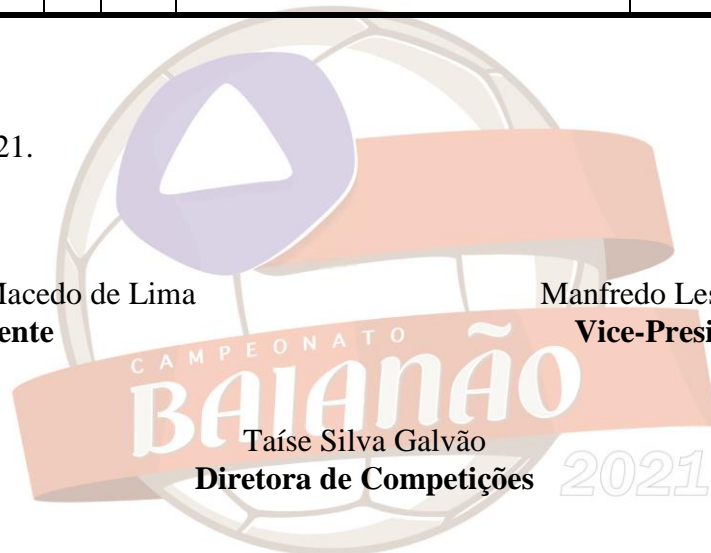 21.
Macedo de Lima
ente
Manfredo Les
Vice-Presi
CAMPEONATO
BAIANÃO
2021
Taíse Silva Galvão
Diretora de Competições